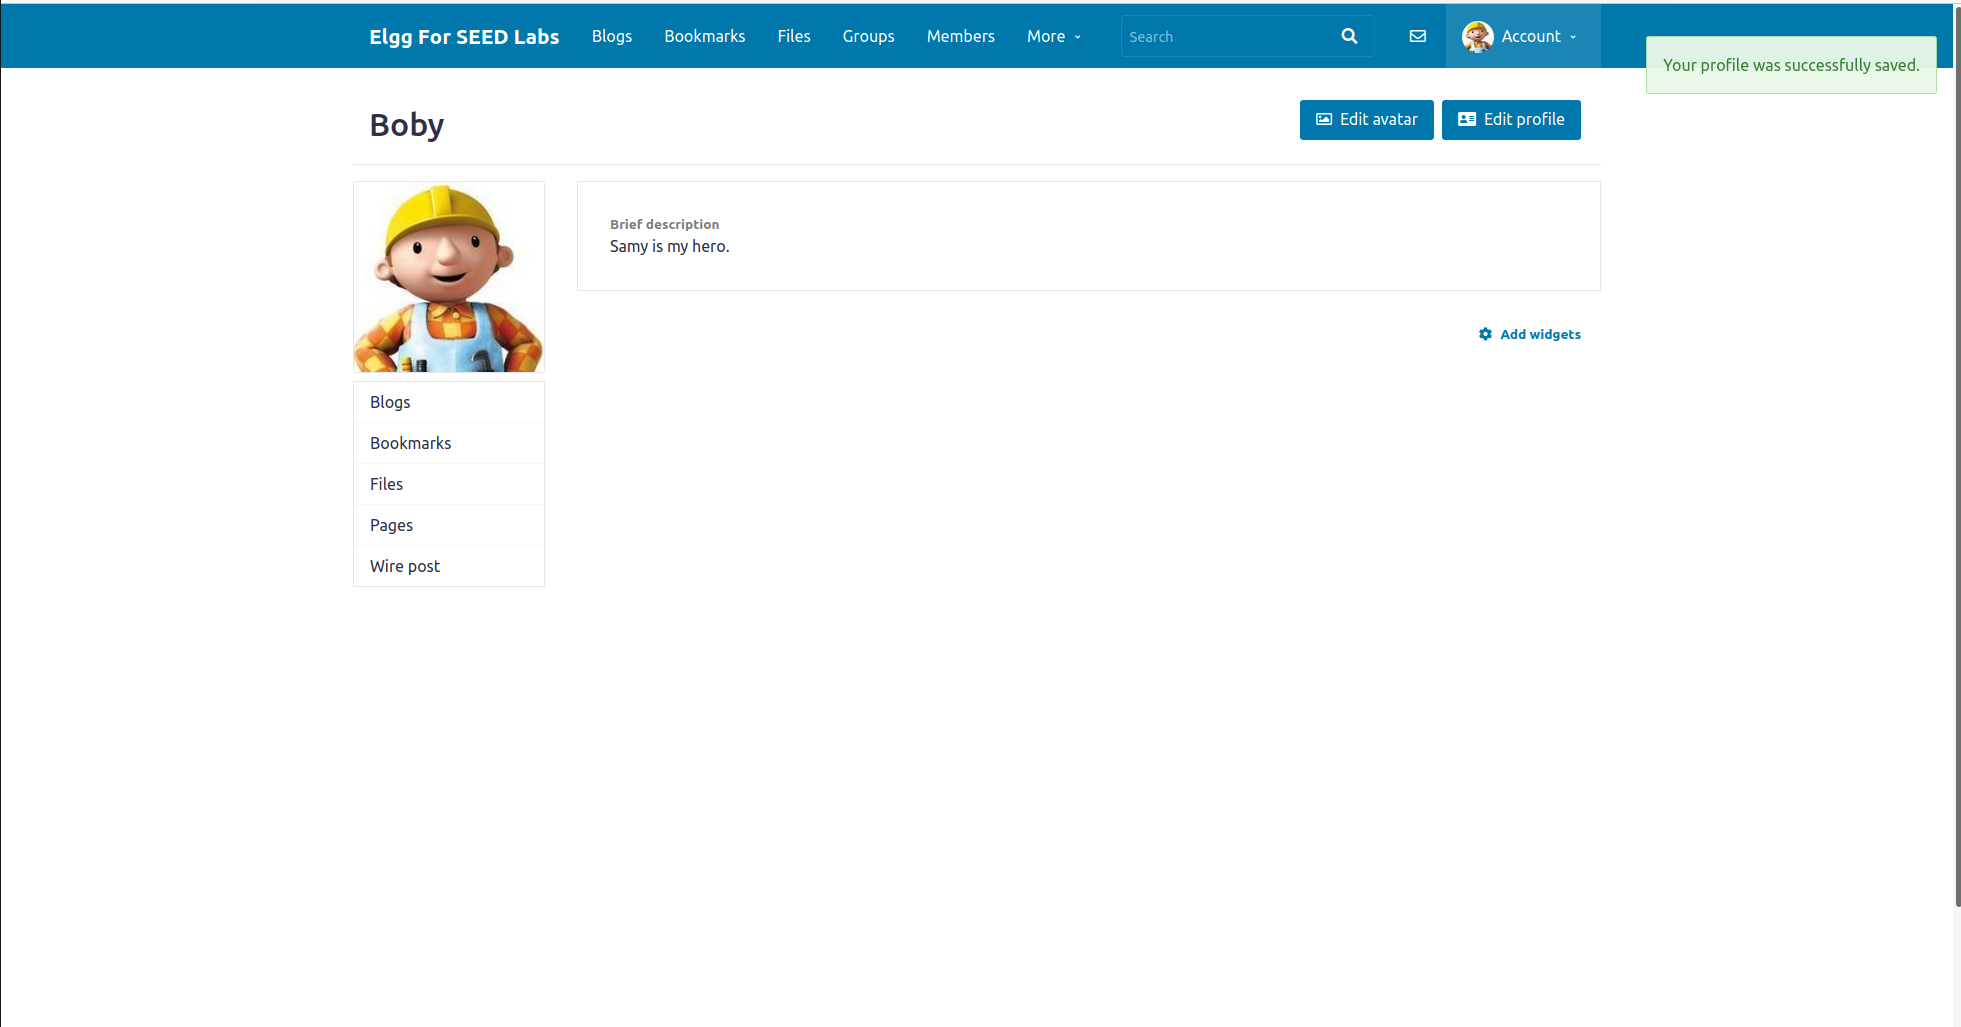 Elgg For SEED Labs Blogs Bookmarks Files Groups Members More Search Account
Your profile was successfully saved.
Boby
Edit avatar Edit profile
Brief description
Samy is my hero.
Add widgets
Blogs
Bookmarks
Files
Pages
Wire post